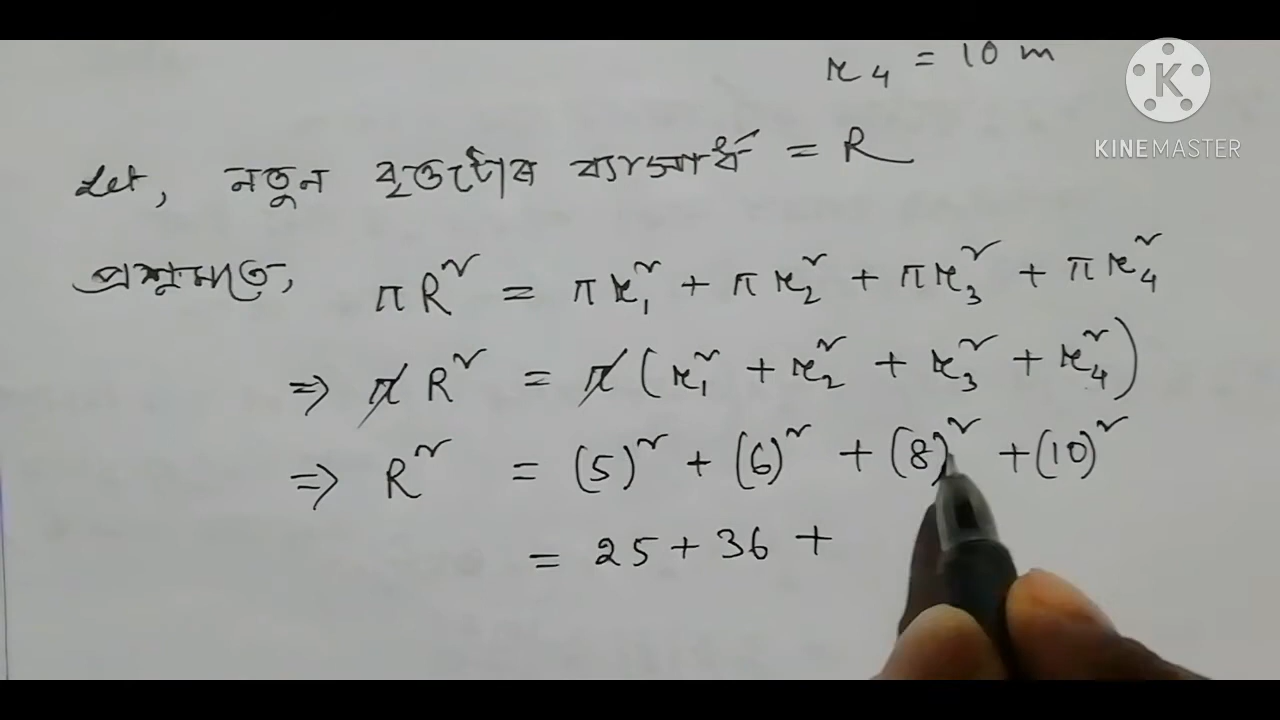 r₄ = 10 m
K
KINEMASTER
Let, নতুন বৃত্তটোৰ ব্যাসাৰ্ধ = R
প্ৰশ্নমতে, πR² = πr₁² + πr₂² + πr₃² + πr₄²
⇒ πR² = π(r₁² + r₂² + r₃² + r₄²)
⇒ R² = (5)² + (6)² + (8)² + (10)²
= 25 + 36 +